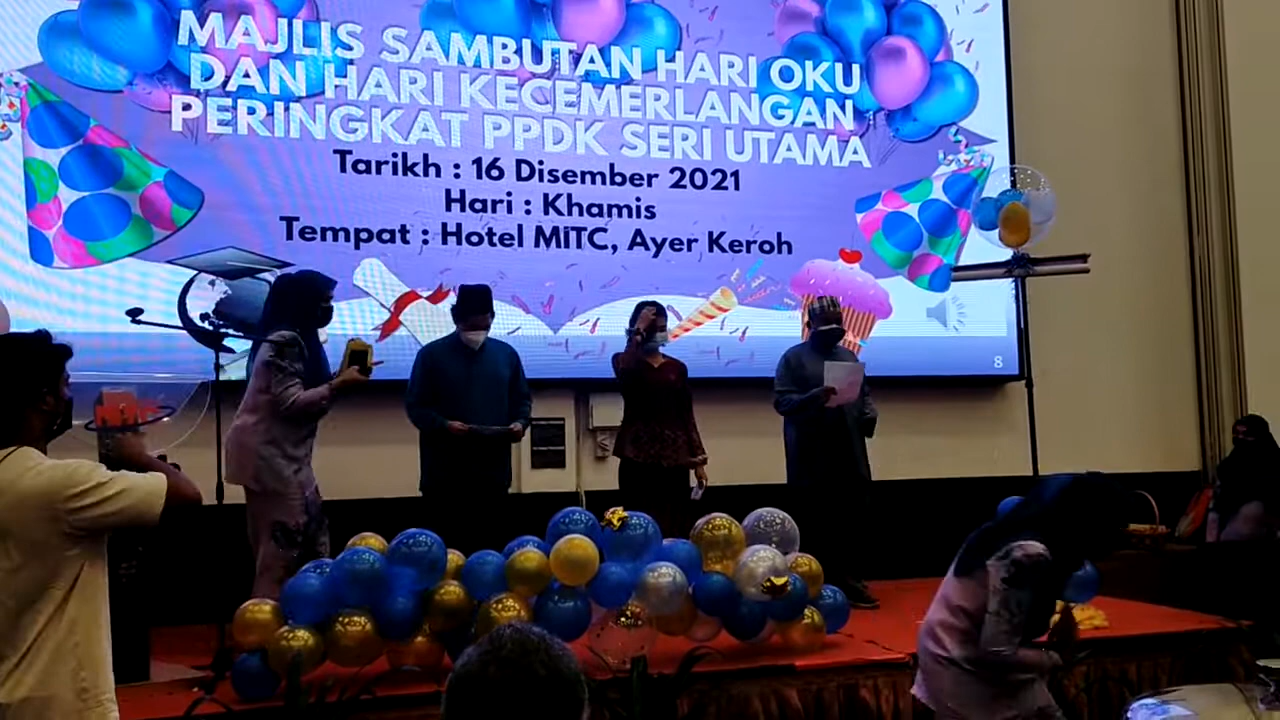 MAJLIS SAMBUTAN HARI OKU
DAN HARI KECEMERLANGAN
PERINGKAT PPDK SERI UTAMA
Tarikh : 16 Disember 2021
Hari : Khamis
Tempat : Hotel MITC, Ayer Keroh
8